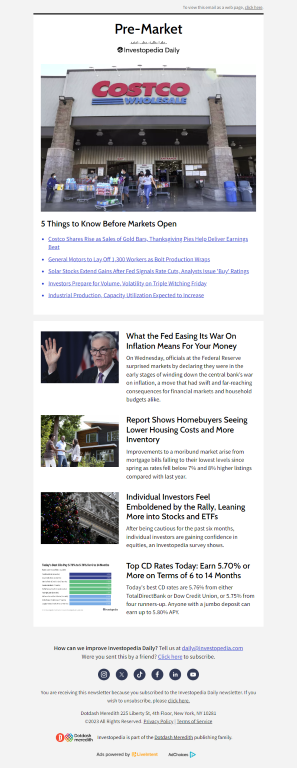 To view this email as a web page, click here.
Pre-Market
Investopedia Daily
COSTCO
WHOLESALE
5 Things to Know Before Markets Open
Costco Shares Rise as Sales of Gold Bars, Thanksgiving Pies Help Deliver Earnings
Beat
General Motors to Lay Off 1,300 Workers as Bolt Production Wraps
Solar Stocks Extend Gains After Fed Signals Rate Cuts, Analysts Issue 'Buy' Ratings
Investors Prepare for Volume, Volatility on Triple Witching Friday
Industrial Production, Capacity Utilization Expected to Increase
What the Fed Easing Its War On
Inflation Means For Your Money
On Wednesday, officials at the Federal Reserve
surprised markets by declaring they were in the
early stages of winding down the central bank's war
on inflation, a move that had swift and far-reaching
consequences for financial markets and household
budgets alike.
Report Shows Homebuyers Seeing
Lower Housing Costs and More
Inventory
Improvements to a moribund market arise from
mortgage bills falling to their lowest levels since
spring as rates fell below 7% and 8% higher listings
compared with last year.
Individual Investors Feel
Emboldened by the Rally, Leaning
More into Stocks and ETFs
After being cautious for the past six months,
individual investors are gaining confidence in
equities, an investopedia survey shows.
Top CD Rates Today: Earn 5.70% or
More on Terms of 6 to 14 Months
Today's best CD rates are 5.76% from either
TotalDirectBank or Dow Credit Union, or 5.75% from
four runners-up. Anyone with a jumbo deposit can
earn up to 5.80% APY.
How can we improve Investopedia Daily? Tell us at daily@investopedia.com
Were you sent this by a friend? Click here to subscribe.
You are receiving this newsletter because you subscribed to the Investopedia Daily newsletter. If you
wish to unsubscribe, please click here.
Dotdash Meredith 225 Liberty St, 4th Floor, New York, NY 10281
©2023 All Rights Reserved. Privacy Policy | Terms of Service
Dotdash
meredith
Investopedia is part of the Dotdash Meredith publishing family.
Ads powered by LiveIntent
AdChoices